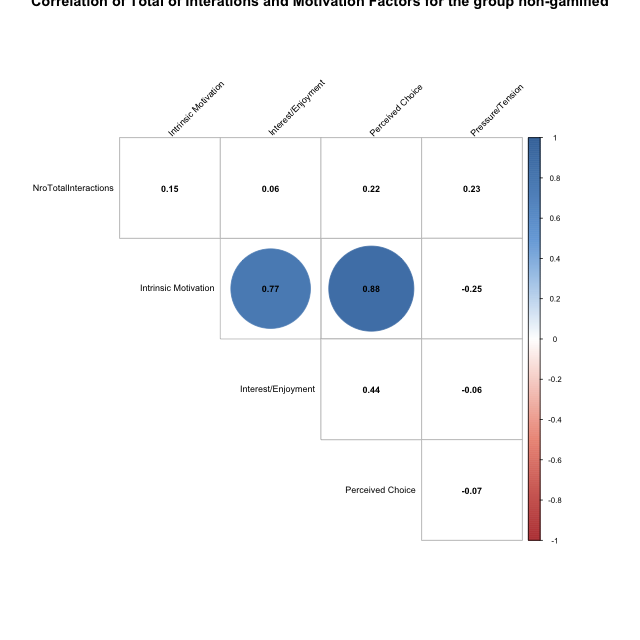 Correlation of Total of Interations and Motivation Factors for the group non-gamified
Intrinsic Motivation
Interest/Enjoyment
Perceived Choice
Pressure/Tension
1
NroTotalInteractions 0.15 0.06 0.22 0.23
0.8
0.6
0.4
Intrinsic Motivation 0.77 0.88 -0.25
0.2
0
Interest/Enjoyment 0.44 -0.06
-0.2
-0.4
-0.6
Perceived Choice -0.07
-0.8
-1